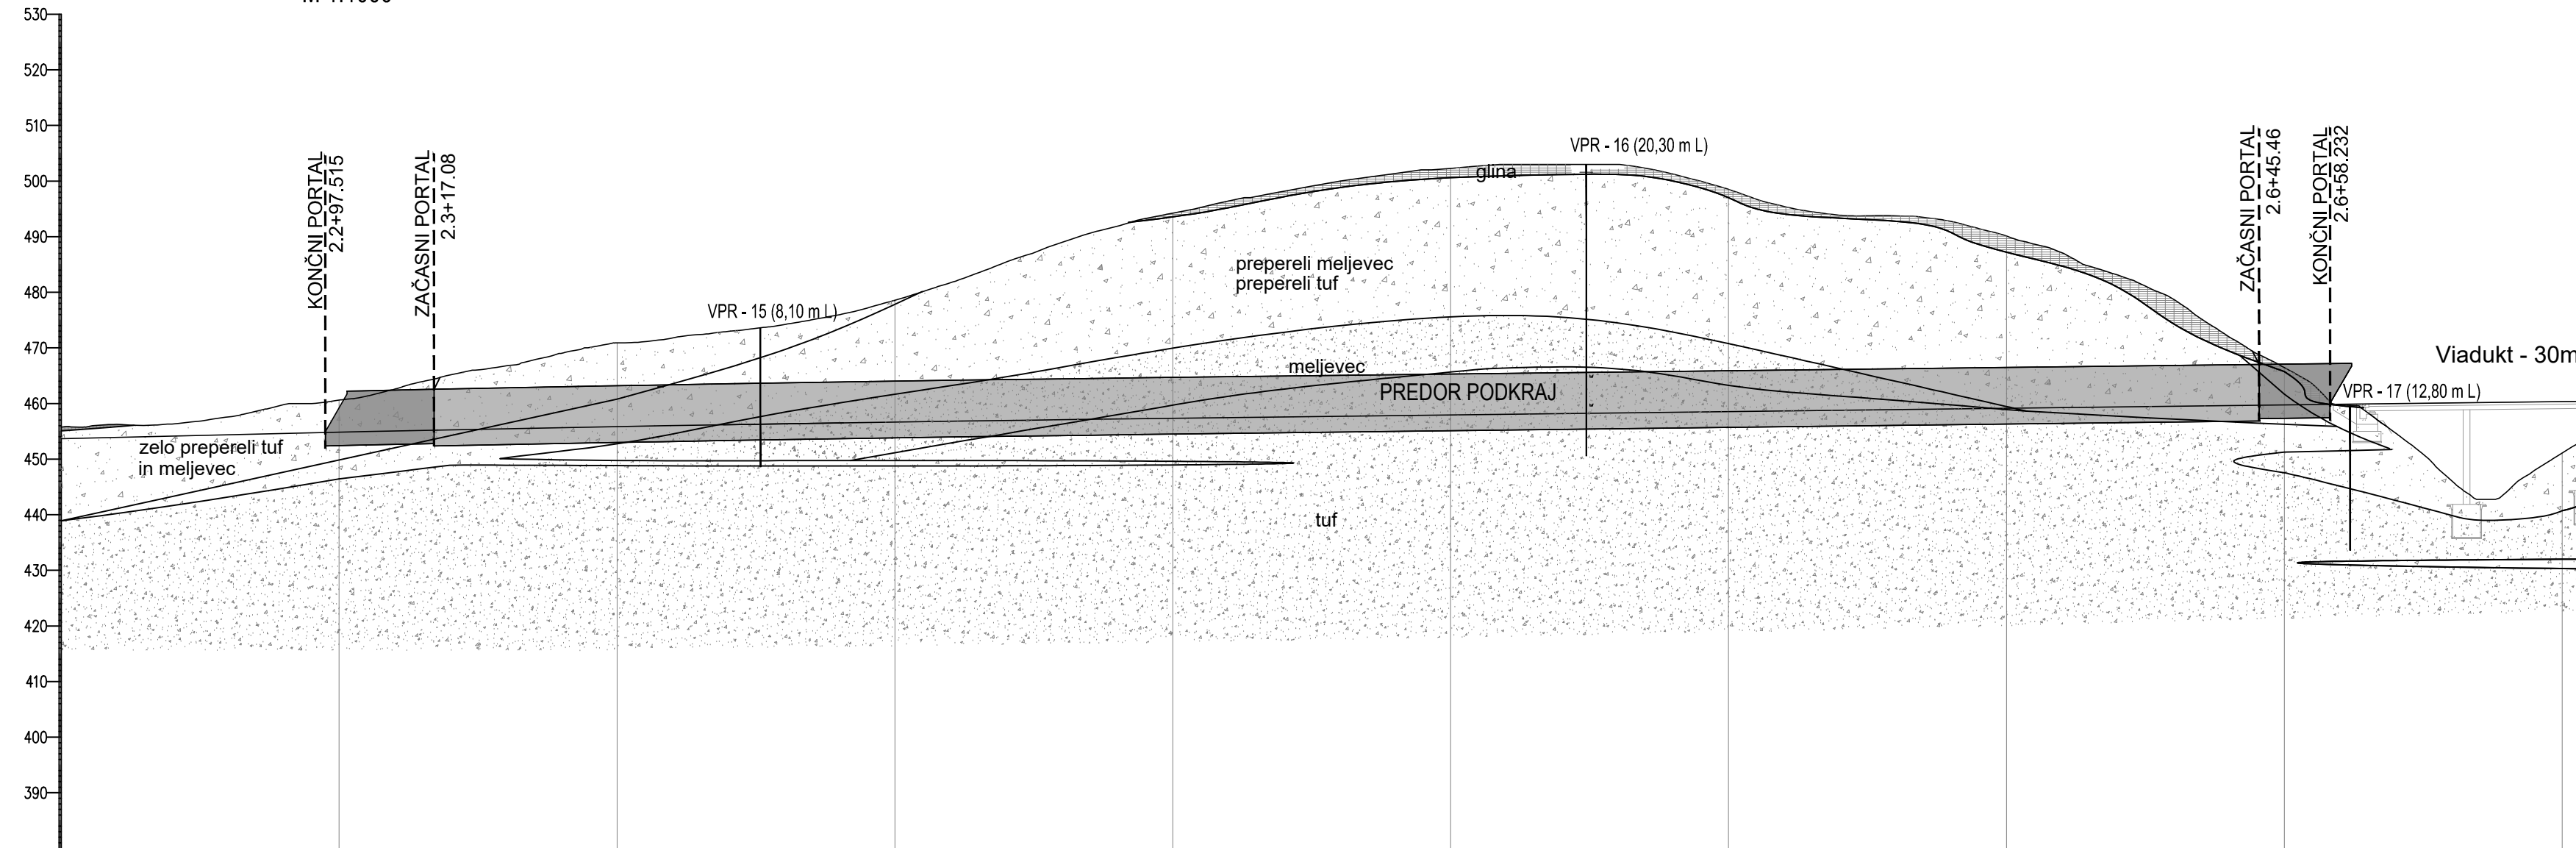 530
520
510
500
490
480
470
460
450
440
430
420
410
400
390
KONČNI PORTAL
2.2+97.515
ZAČASNI PORTAL
2.3+17.08
VPR - 15 (8,10 m L)
VPR - 16 (20,30 m L)
glina
prepereli meljevec
prepereli tuf
meljevec
PREDOR PODKRAJ
zelo prepereli tuf
in meljevec
tuf
ZAČASNI PORTAL
2.6+45.46
KONČNI PORTAL
2.6+58.232
Viadukt - 30m
VPR - 17 (12,80 m L)